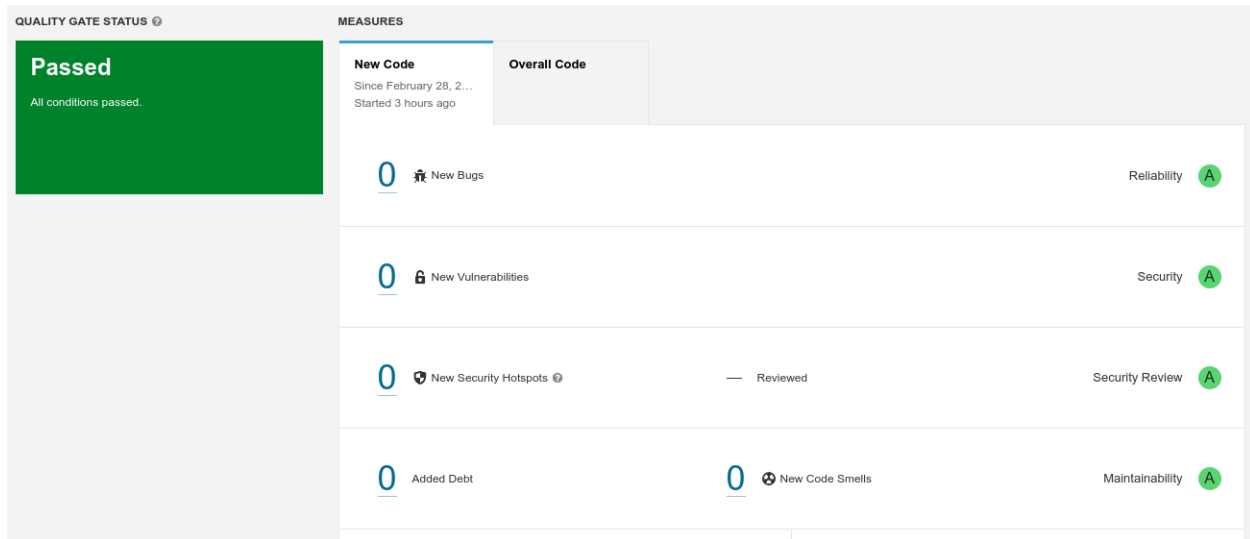 QUALITY GATE STATUS
MEASURES
Passed
All conditions passed.
New Code
Since February 28, 2...
Started 3 hours ago
Overall Code
0 New Bugs
Reliability A
0 New Vulnerabilities
Security A
0 New Security Hotspots
— Reviewed
Security Review A
0 Added Debt
0 New Code Smells
Maintainability A